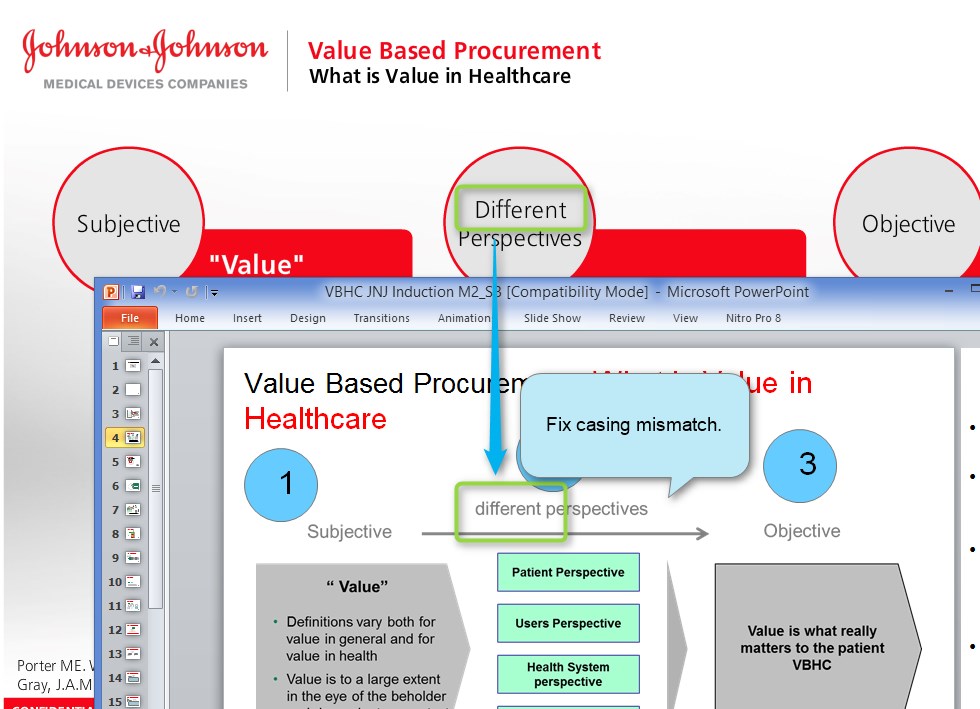 Johnson & Johnson
MEDICAL DEVICES COMPANIES
Value Based Procurement
What is Value in Healthcare
Subjective
Different
Perspectives
Objective
"Value"
VBHC JNJ Induction M2_S3 [Compatibility Mode] - Microsoft PowerPoint
File Home Insert Design Transitions Animation Slide Show Review View Nitro Pro 8
1
2
3
4
5
6
7
8
9
10
11
12
13
14
15
Value Based Procurem What is Value in
Healthcare
Fix casing mismatch.
1
3
different perspectives
Subjective
Objective
“ Value”
• Definitions vary both for
value in general and for
value in health
• Value is to a large extent
in the eye of the beholder
Patient Perspective
Users Perspective
Health System
perspective
Value is what really
matters to the patient
VBHC
Porter ME.
Gray, J.A.M